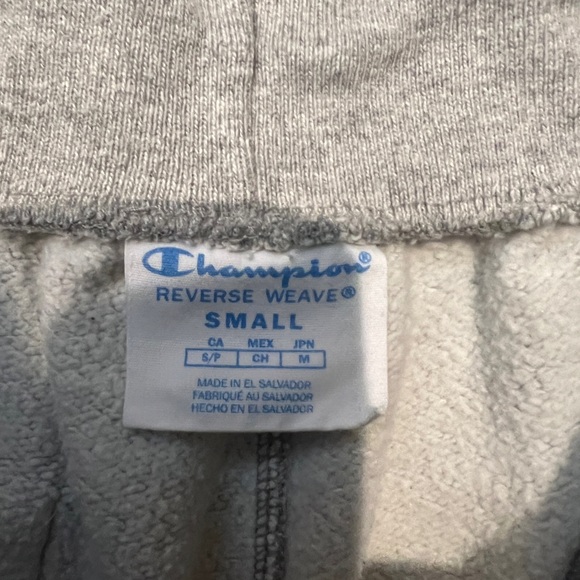 Champion®
REVERSE WEAVE®
SMALL
CA MEX JPN
S/P CH M
MADE IN EL SALVADOR
FABRIQUÉ AU SALVADOR
HECHO EN EL SALVADOR